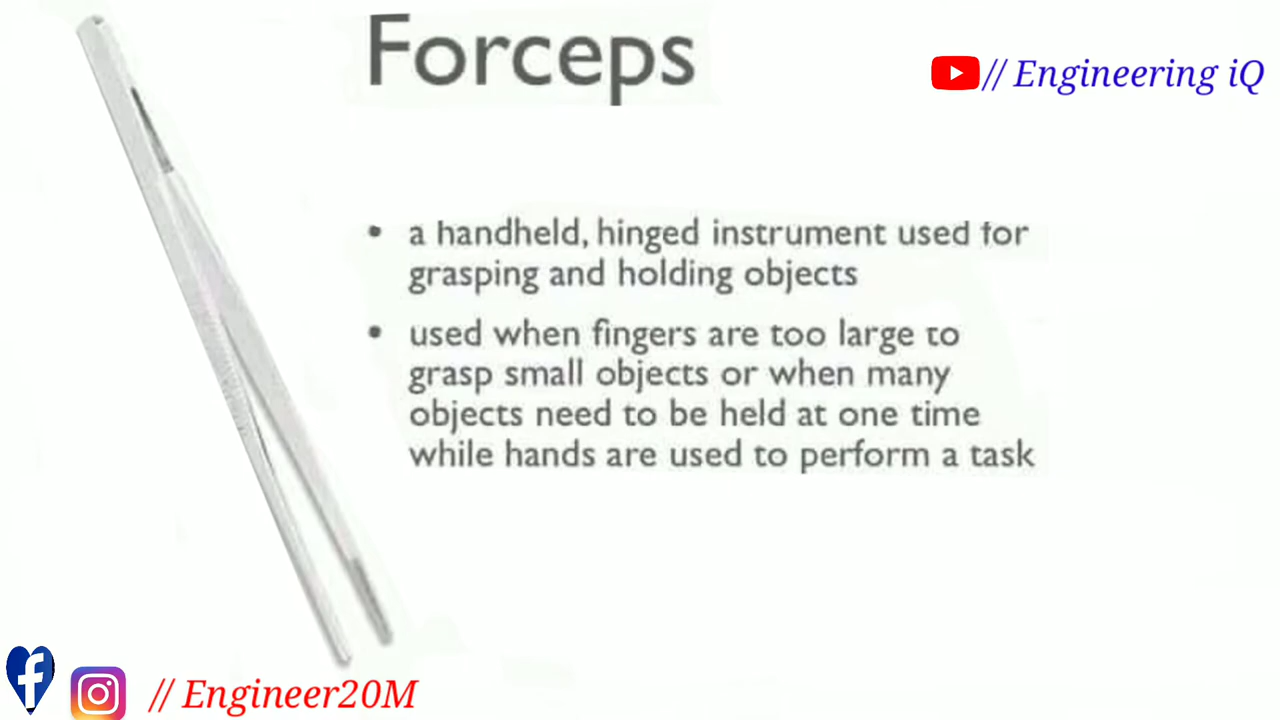 Forceps
// Engineering iQ
• a handheld, hinged instrument used for
grasping and holding objects
• used when fingers are too large to
grasp small objects or when many
objects need to be held at one time
while hands are used to perform a task
// Engineer20M